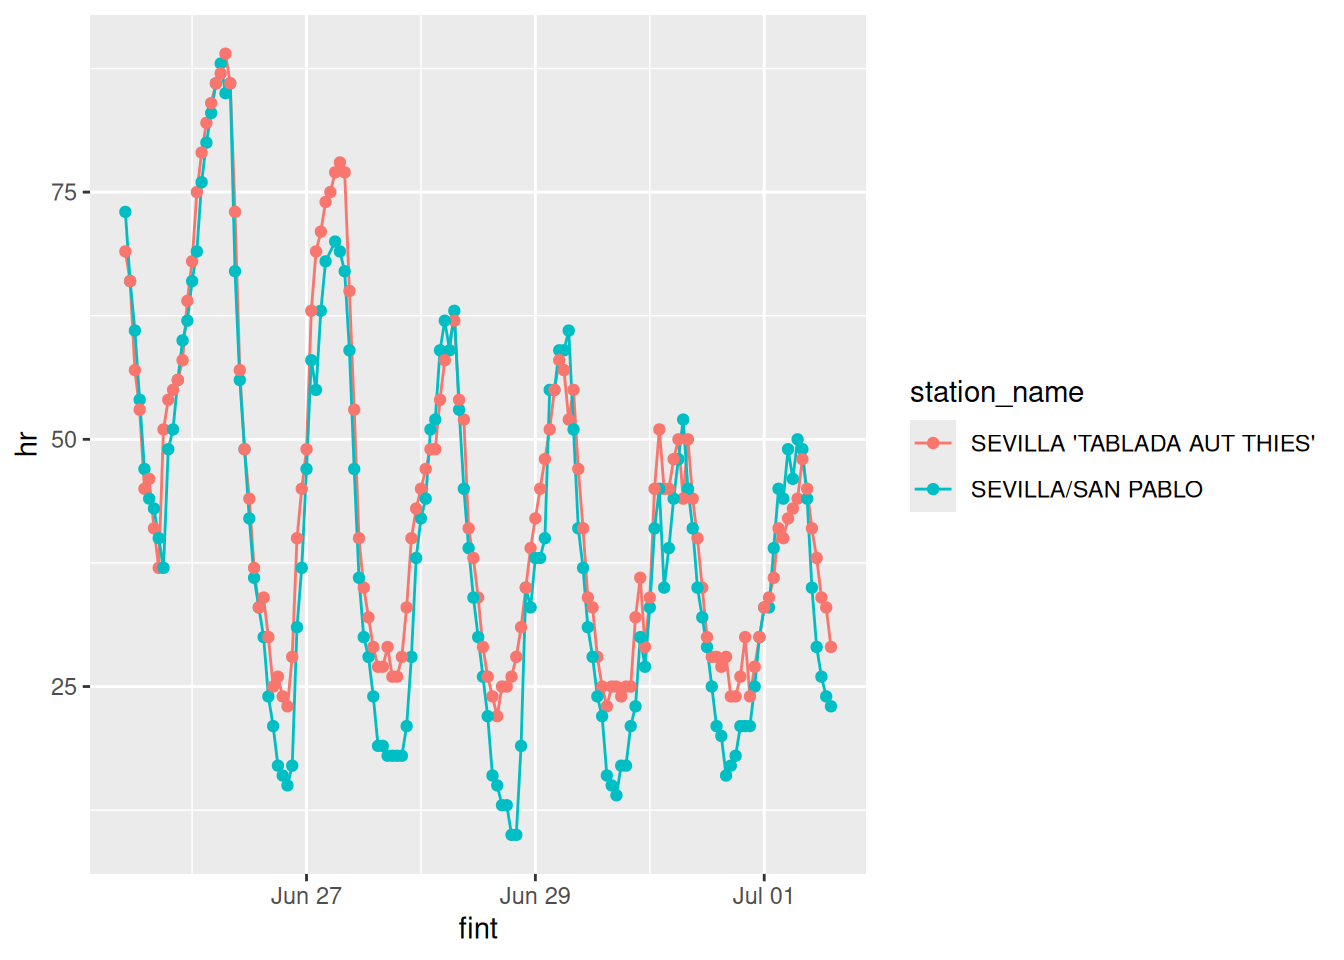 75
50
25
hr
Jun 27
Jun 29
Jul 01
fint
station_name
SEVILLA 'TABLADA AUT THIES'
SEVILLA/SAN PABLO